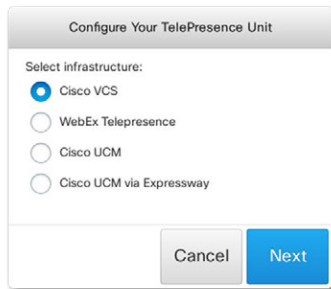 Configure Your TelePresence Unit
Select infrastructure:
Cisco VCS
WebEx Telepresence
Cisco UCM
Cisco UCM via Expressway
Cancel Next